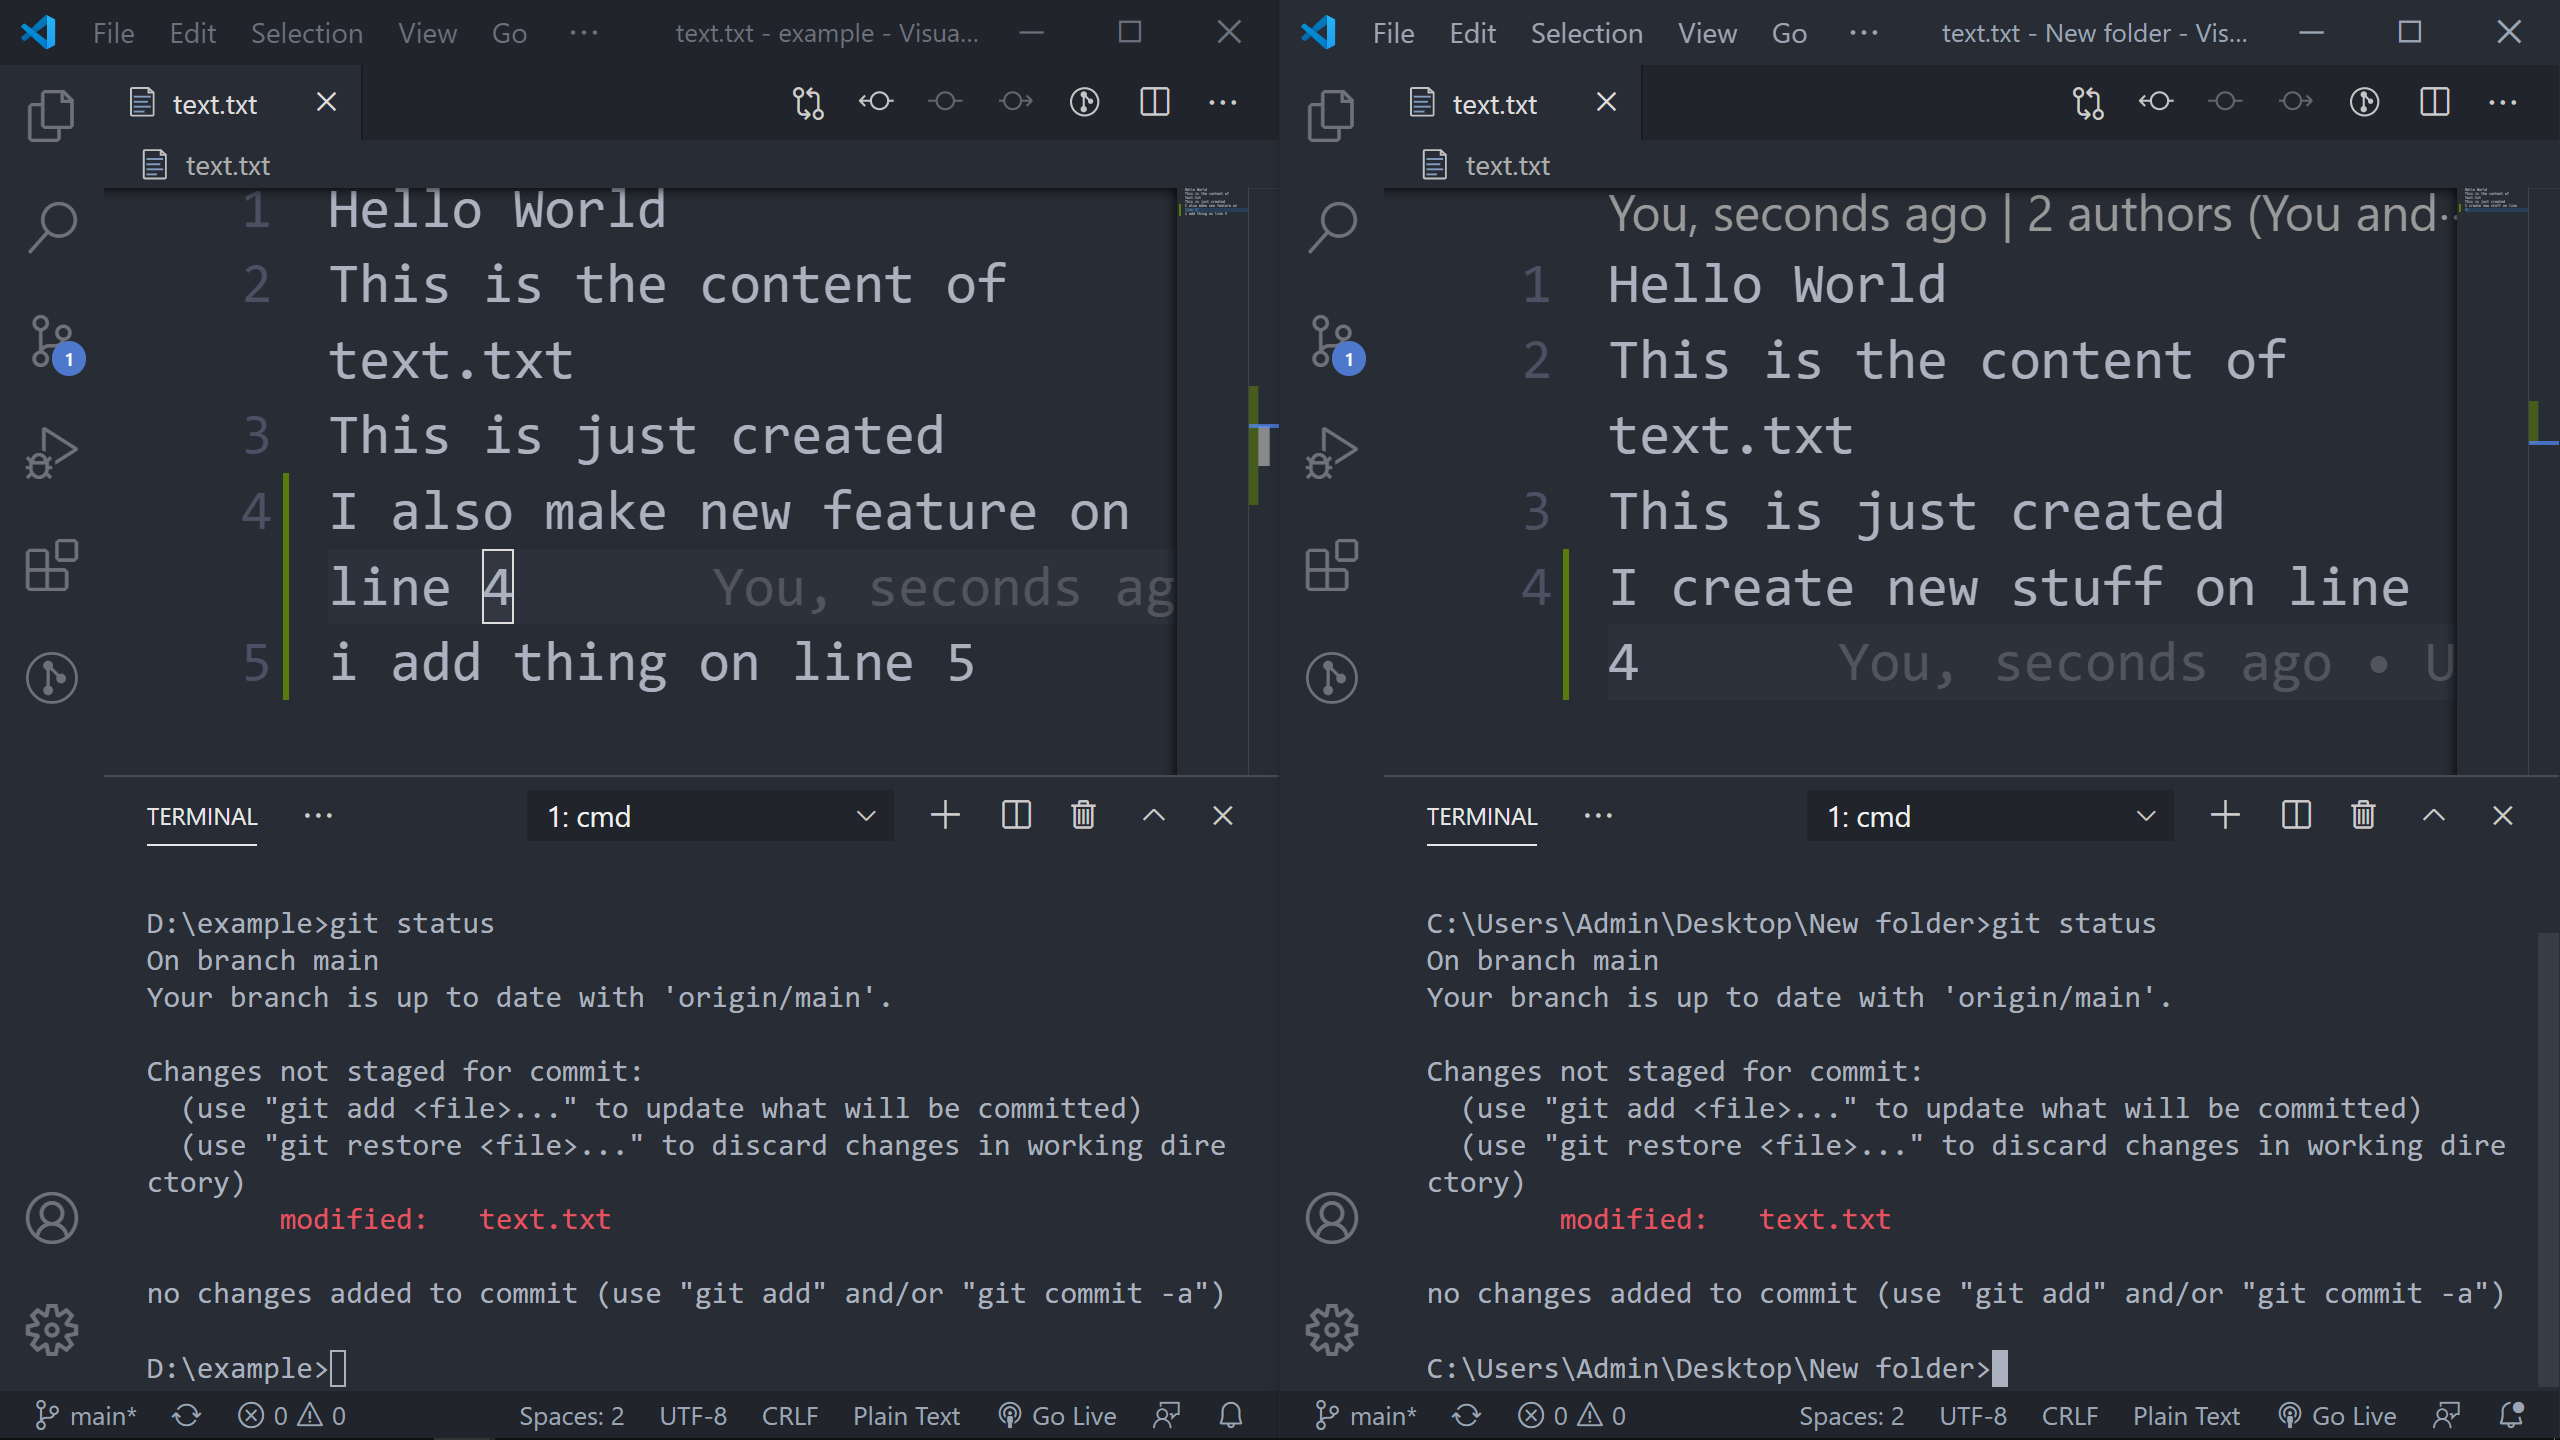 File Edit Selection View Go ··· text.txt - example - Visua...
text.txt
text.txt
1 Hello World
2 This is the content of
text.txt
3 This is just created
4 I also make new feature on
line 4 You, seconds ag
5 i add thing on line 5
1
TERMINAL ··· 1: cmd
D:\example>git status
On branch main
Your branch is up to date with 'origin/main'.
Changes not staged for commit:
(use "git add <file>..." to update what will be committed)
(use "git restore <file>..." to discard changes in working dire
ctory)
modified: text.txt
no changes added to commit (use "git add" and/or "git commit -a")
D:\example>
main* 0 0 Spaces: 2 UTF-8 CRLF Plain Text Go Live
File Edit Selection View Go ··· text.txt - New folder - Vis...
text.txt
text.txt
You, seconds ago | 2 authors (You and…
1 Hello World
2 This is the content of
text.txt
3 This is just created
4 I create new stuff on line
4 You, seconds ago • U
1
TERMINAL ··· 1: cmd
C:\Users\Admin\Desktop\New folder>git status
On branch main
Your branch is up to date with 'origin/main'.
Changes not staged for commit:
(use "git add <file>..." to update what will be committed)
(use "git restore <file>..." to discard changes in working dire
ctory)
modified: text.txt
no changes added to commit (use "git add" and/or "git commit -a")
C:\Users\Admin\Desktop\New folder>
main* 0 0 Spaces: 2 UTF-8 CRLF Plain Text Go Live